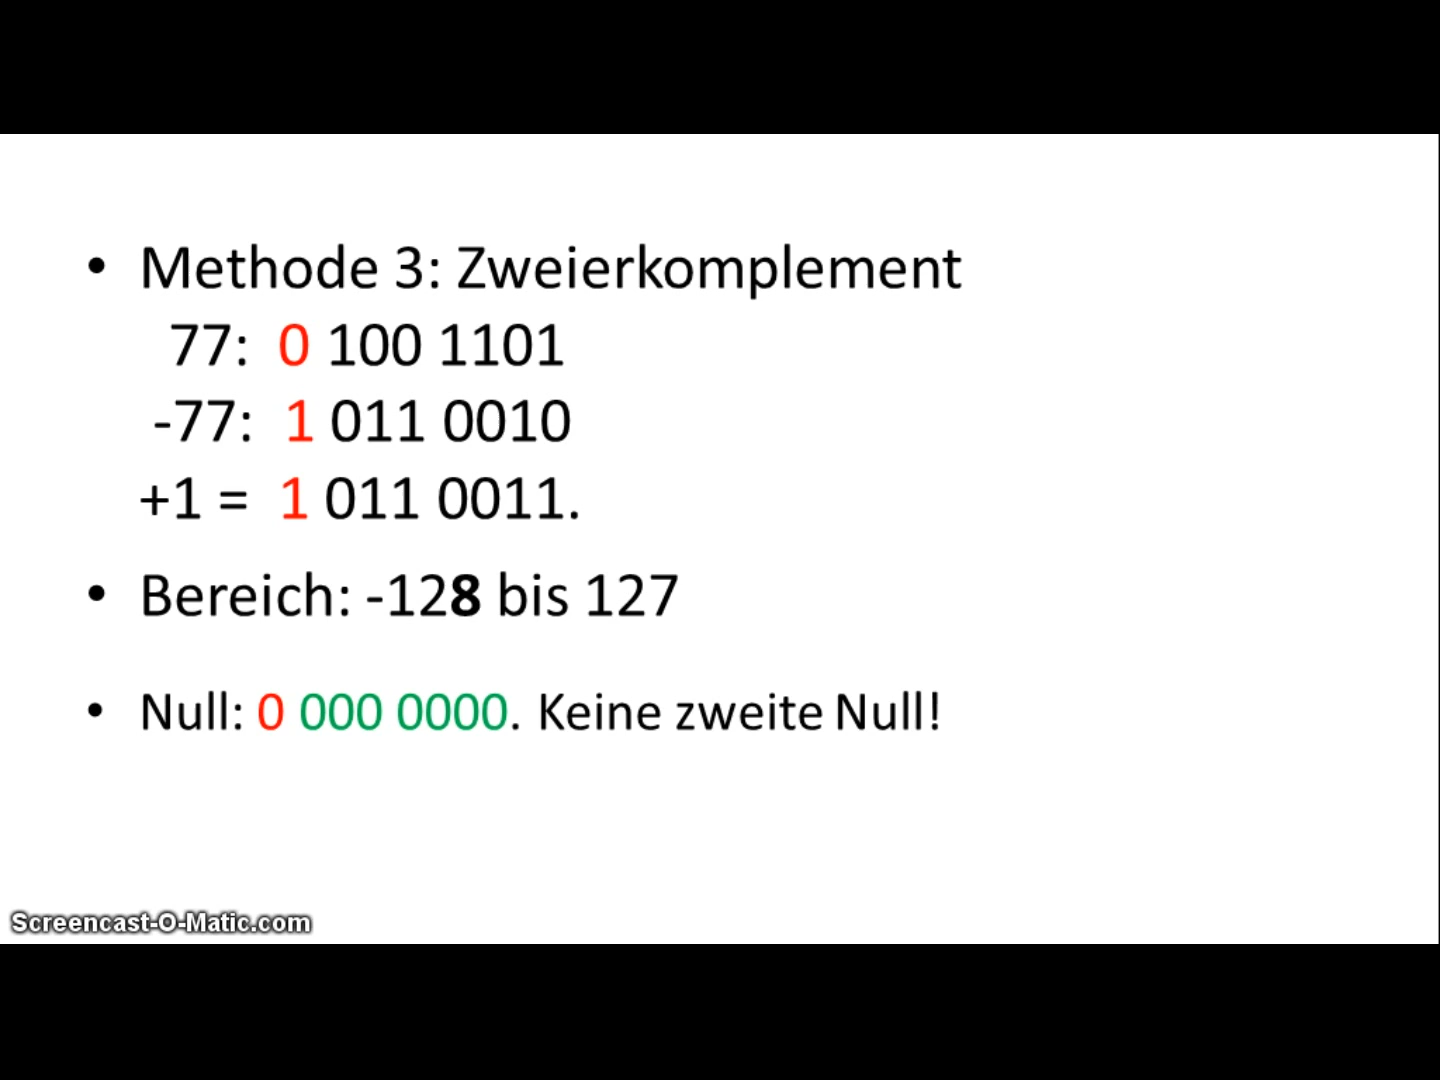 • Methode 3: Zweierkomplement
77: 0 100 1101
-77: 1 011 0010
+1 = 1 011 0011.
• Bereich: -128 bis 127
• Null: 0 000 0000. Keine zweite Null!
Screencast-O-Matic.com